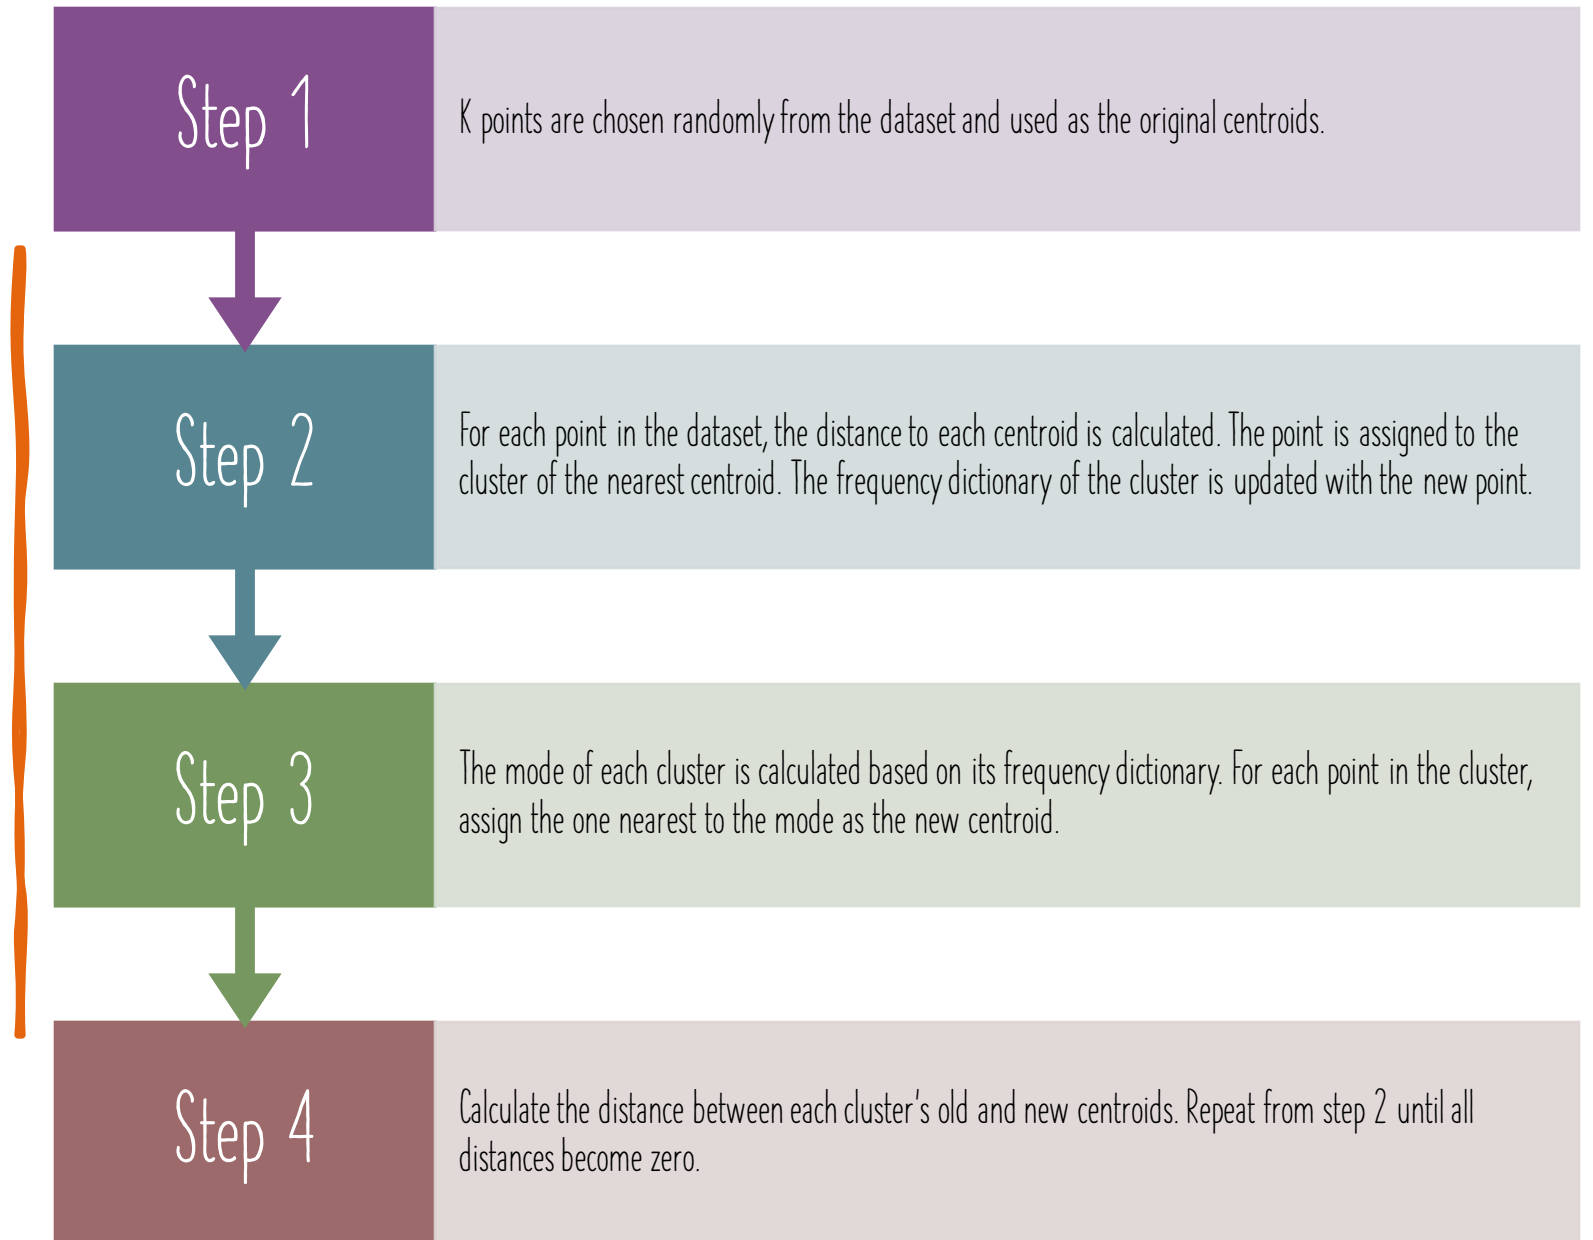 Step 1
K points are chosen randomly from the dataset and used as the original centroids.
Step 2
For each point in the dataset, the distance to each centroid is calculated. The point is assigned to the
cluster of the nearest centroid. The frequency dictionary of the cluster is updated with the new point.
Step 3
The mode of each cluster is calculated based on its frequency dictionary. For each point in the cluster,
assign the one nearest to the mode as the new centroid.
Step 4
Calculate the distance between each cluster's old and new centroids. Repeat from step 2 until all
distances become zero.